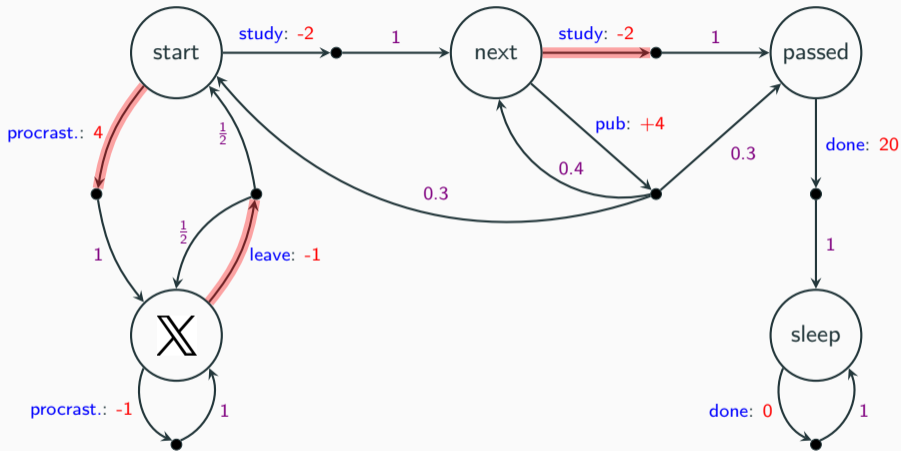 study: -2
1
study: -2
1
start
next
passed
procrast.: 4
1/2
pub: +4
0.4
0.3
done: 20
0.3
1
1/2
leave: -1
1
𝕏
sleep
procrast.: -1
1
done: 0
1